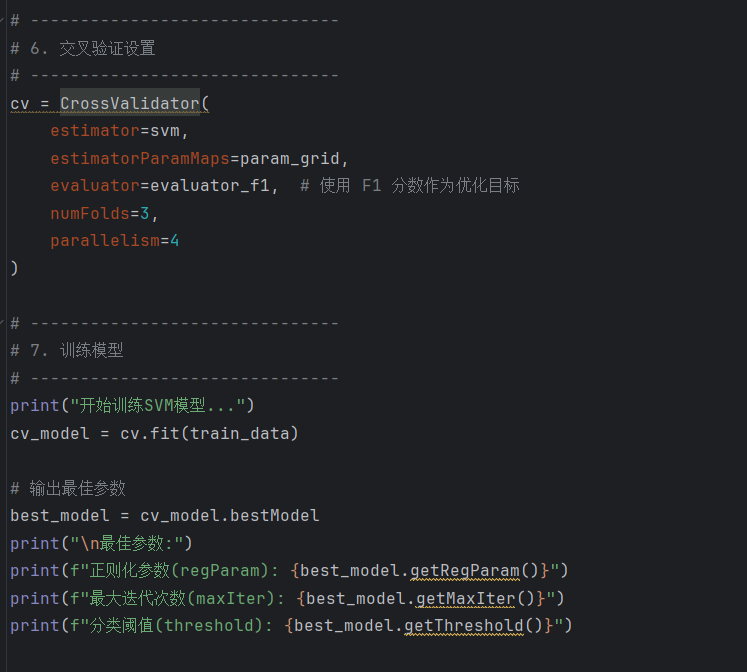 # -------------------------------
# 6. 交叉验证设置
# -------------------------------
cv = CrossValidator(
    estimator=svm,
    estimatorParamMaps=param_grid,
    evaluator=evaluator_f1,  # 使用 F1 分数作为优化目标
    numFolds=3,
    parallelism=4
)
# -------------------------------
# 7. 训练模型
# -------------------------------
print("开始训练SVM模型...")
cv_model = cv.fit(train_data)
# 输出最佳参数
best_model = cv_model.bestModel
print("\n最佳参数:")
print(f"正则化参数(regParam): {best_model.getRegParam()}")
print(f"最大迭代次数(maxIter): {best_model.getMaxIter()}")
print(f"分类阈值(threshold): {best_model.getThreshold()}")